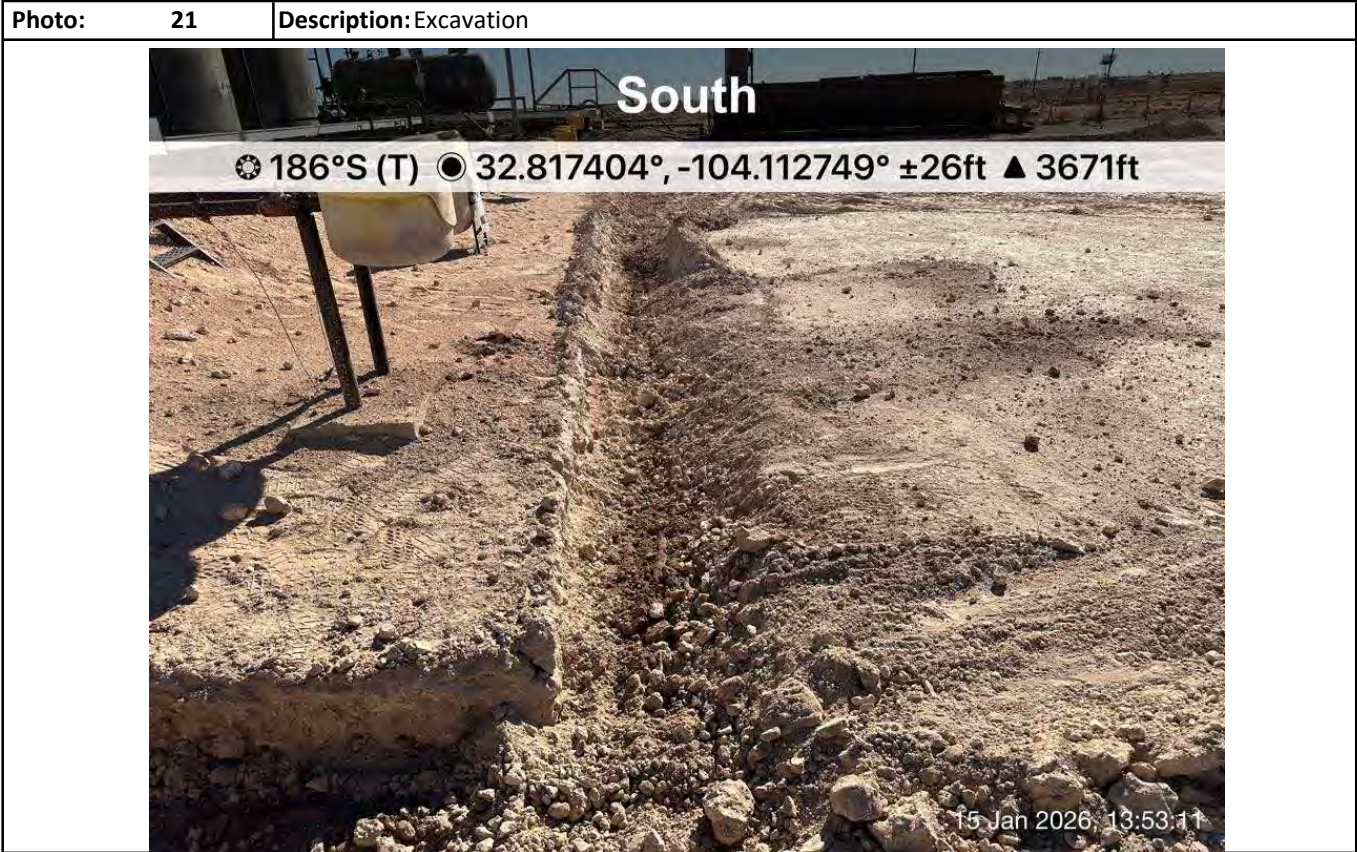 Photo: 21 Description: Excavation
South
186°S (T) 32.817404°, -104.112749° ±26ft ▲ 3671ft
15 Jan 2026, 13:53:11